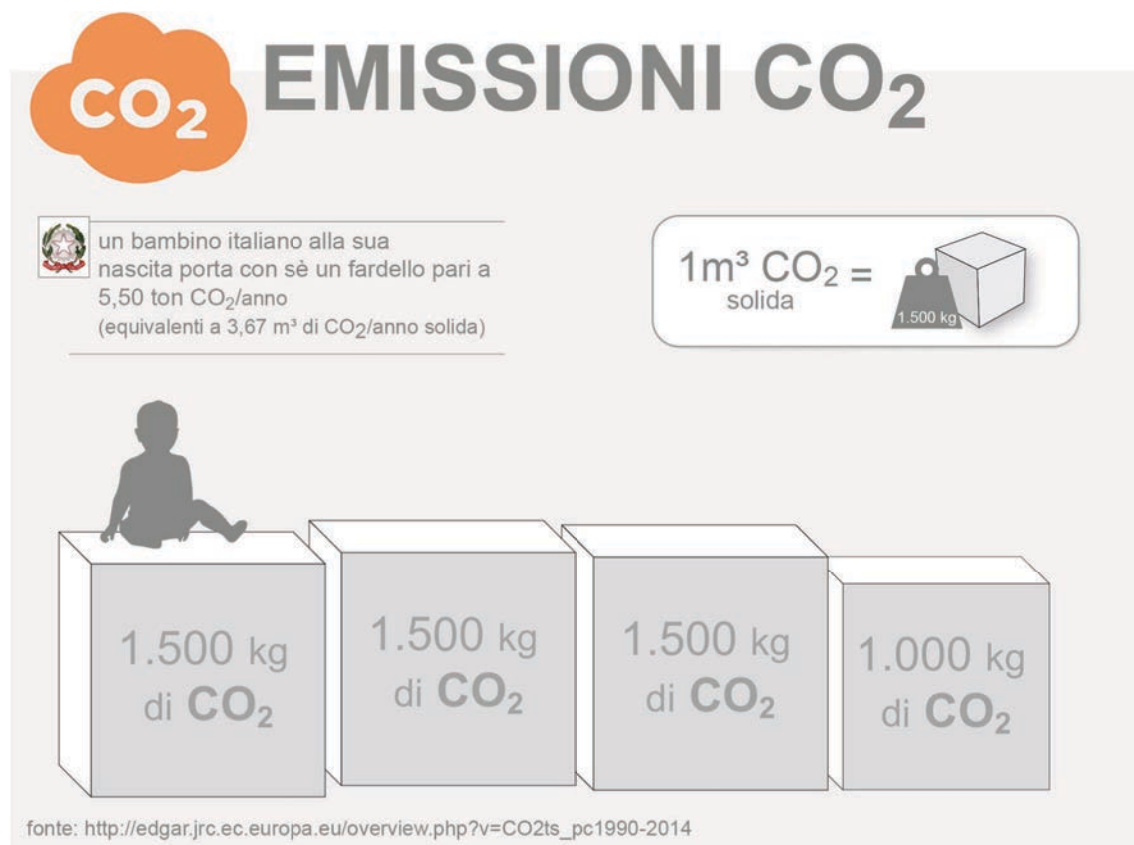 CO₂
EMISSIONI CO₂
un bambino italiano alla sua
nascita porta con sè un fardello pari a
5,50 ton CO₂/anno
(equivalenti a 3,67 m³ di CO₂/anno solida)
1m³ CO₂ =
solida
1.500 kg
1.500 kg
di CO₂
1.500 kg
di CO₂
1.500 kg
di CO₂
1.000 kg
di CO₂
fonte: http://edgar.jrc.ec.europa.eu/overview.php?v=CO2ts_pc1990-2014